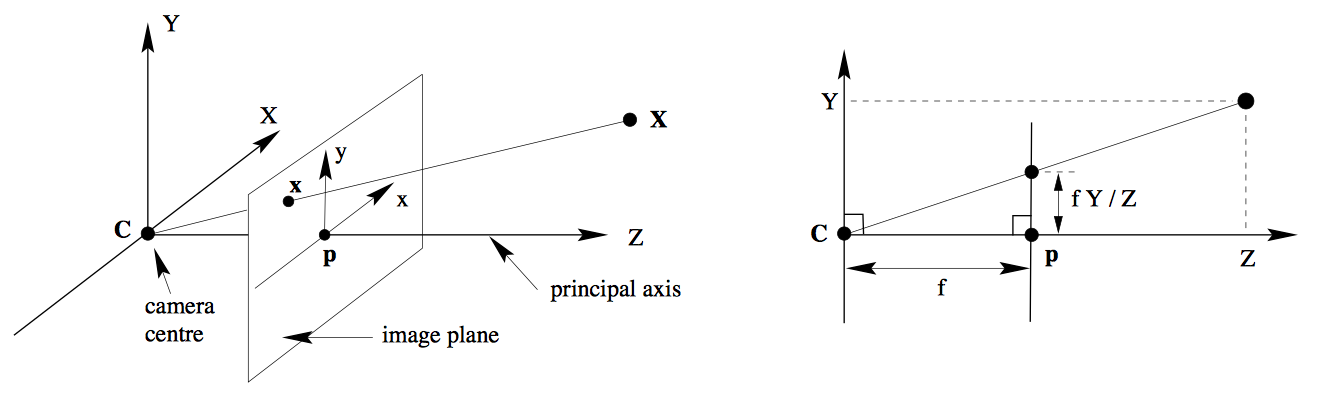 Y
X
X
y
x
x
C
Z
p
principal axis
camera
centre
image plane
Y
f Y / Z
C
p
Z
f